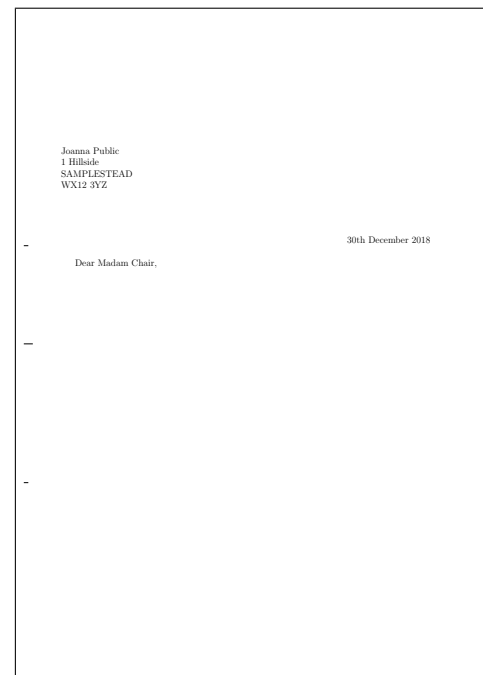 Joanna Public
1 Hillside
SAMPLESTEAD
WX12 3YZ
30th December 2018
Dear Madam Chair,